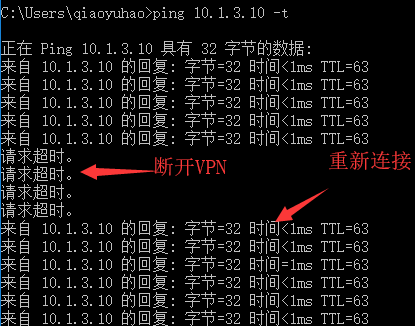 C:\Users\qiaoyuhao>ping 10.1.3.10 -t
正在 Ping 10.1.3.10 具有 32 字节的数据:
来自 10.1.3.10 的回复: 字节=32 时间<1ms TTL=63
来自 10.1.3.10 的回复: 字节=32 时间<1ms TTL=63
来自 10.1.3.10 的回复: 字节=32 时间<1ms TTL=63
来自 10.1.3.10 的回复: 字节=32 时间<1ms TTL=63
来自 10.1.3.10 的回复: 字节=32 时间<1ms TTL=63
请求超时。
请求超时。
断开VPN
请求超时。
请求超时。
重新连接
来自 10.1.3.10 的回复: 字节=32 时间<1ms TTL=63
来自 10.1.3.10 的回复: 字节=32 时间<1ms TTL=63
来自 10.1.3.10 的回复: 字节=32 时间=1ms TTL=63
来自 10.1.3.10 的回复: 字节=32 时间<1ms TTL=63
来自 10.1.3.10 的回复: 字节=32 时间<1ms TTL=63
来自 10.1.3.10 的回复: 字节=32 时间<1ms TTL=63